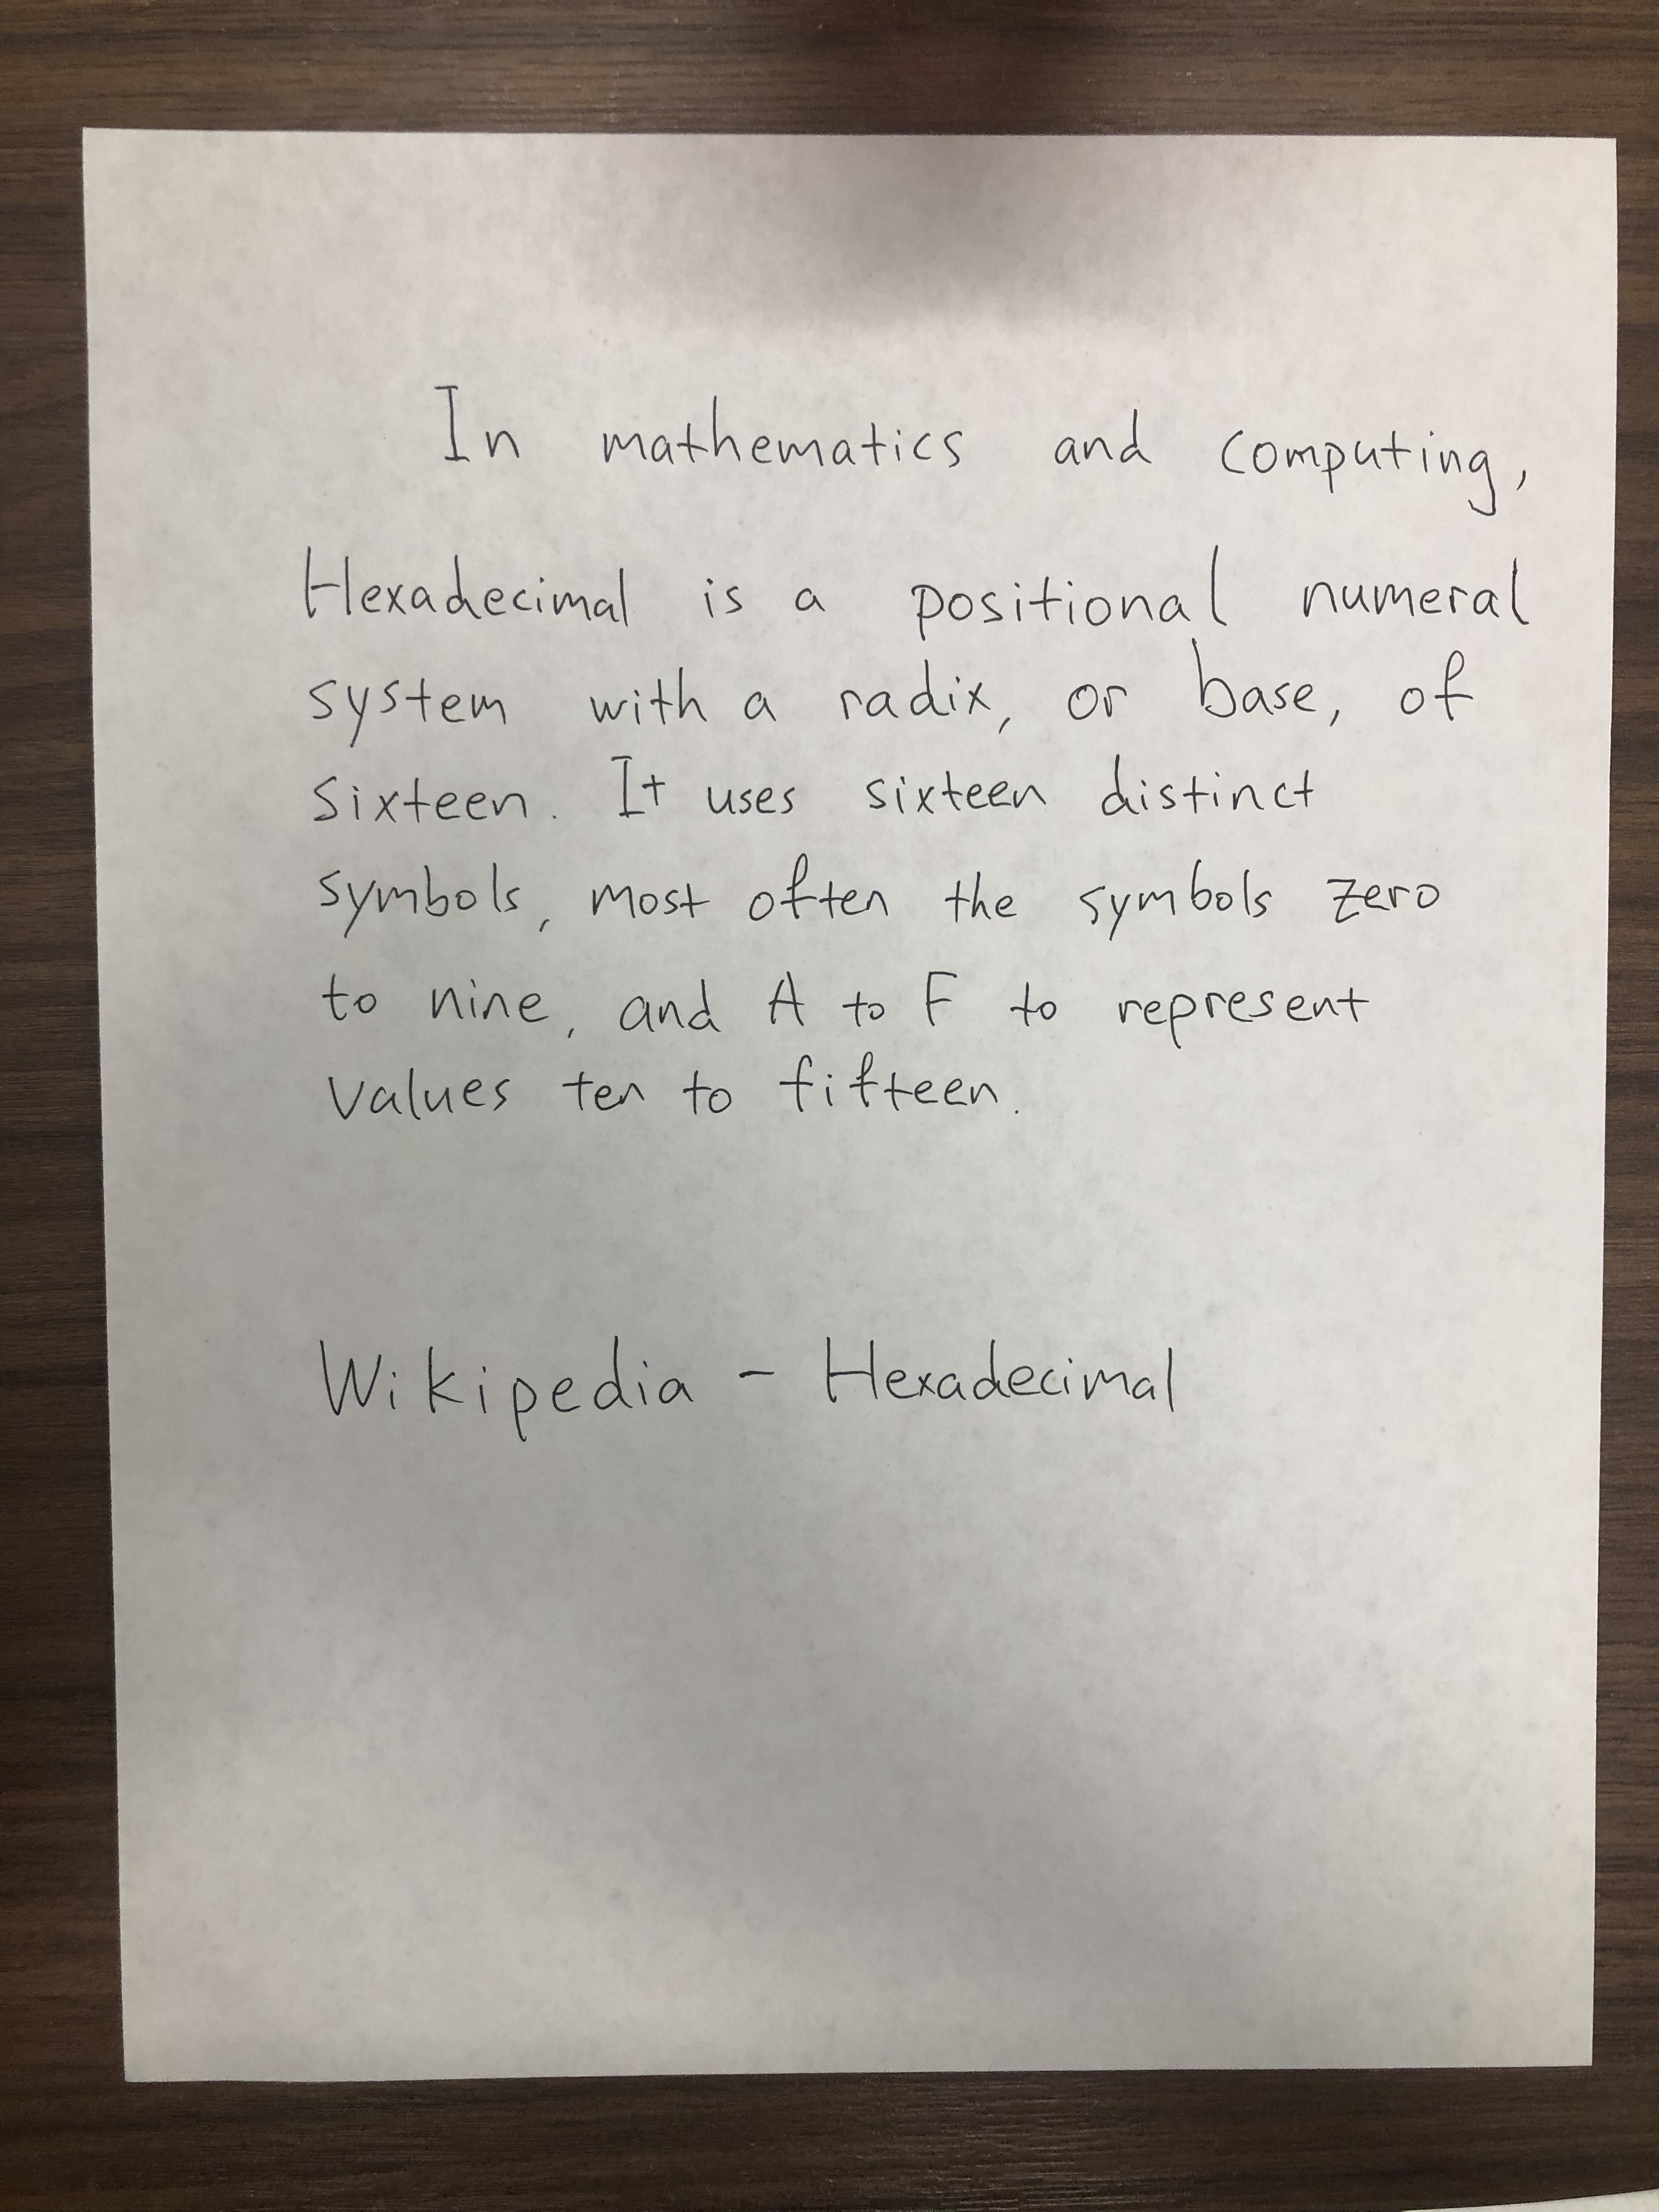 In mathematics and computing,
Hexadecimal is a positional numeral
system with a radix, or base, of
sixteen. It uses sixteen distinct
symbols, most often the symbols zero
to nine, and A to F to represent
values ten to fifteen.
Wikipedia - Hexadecimal